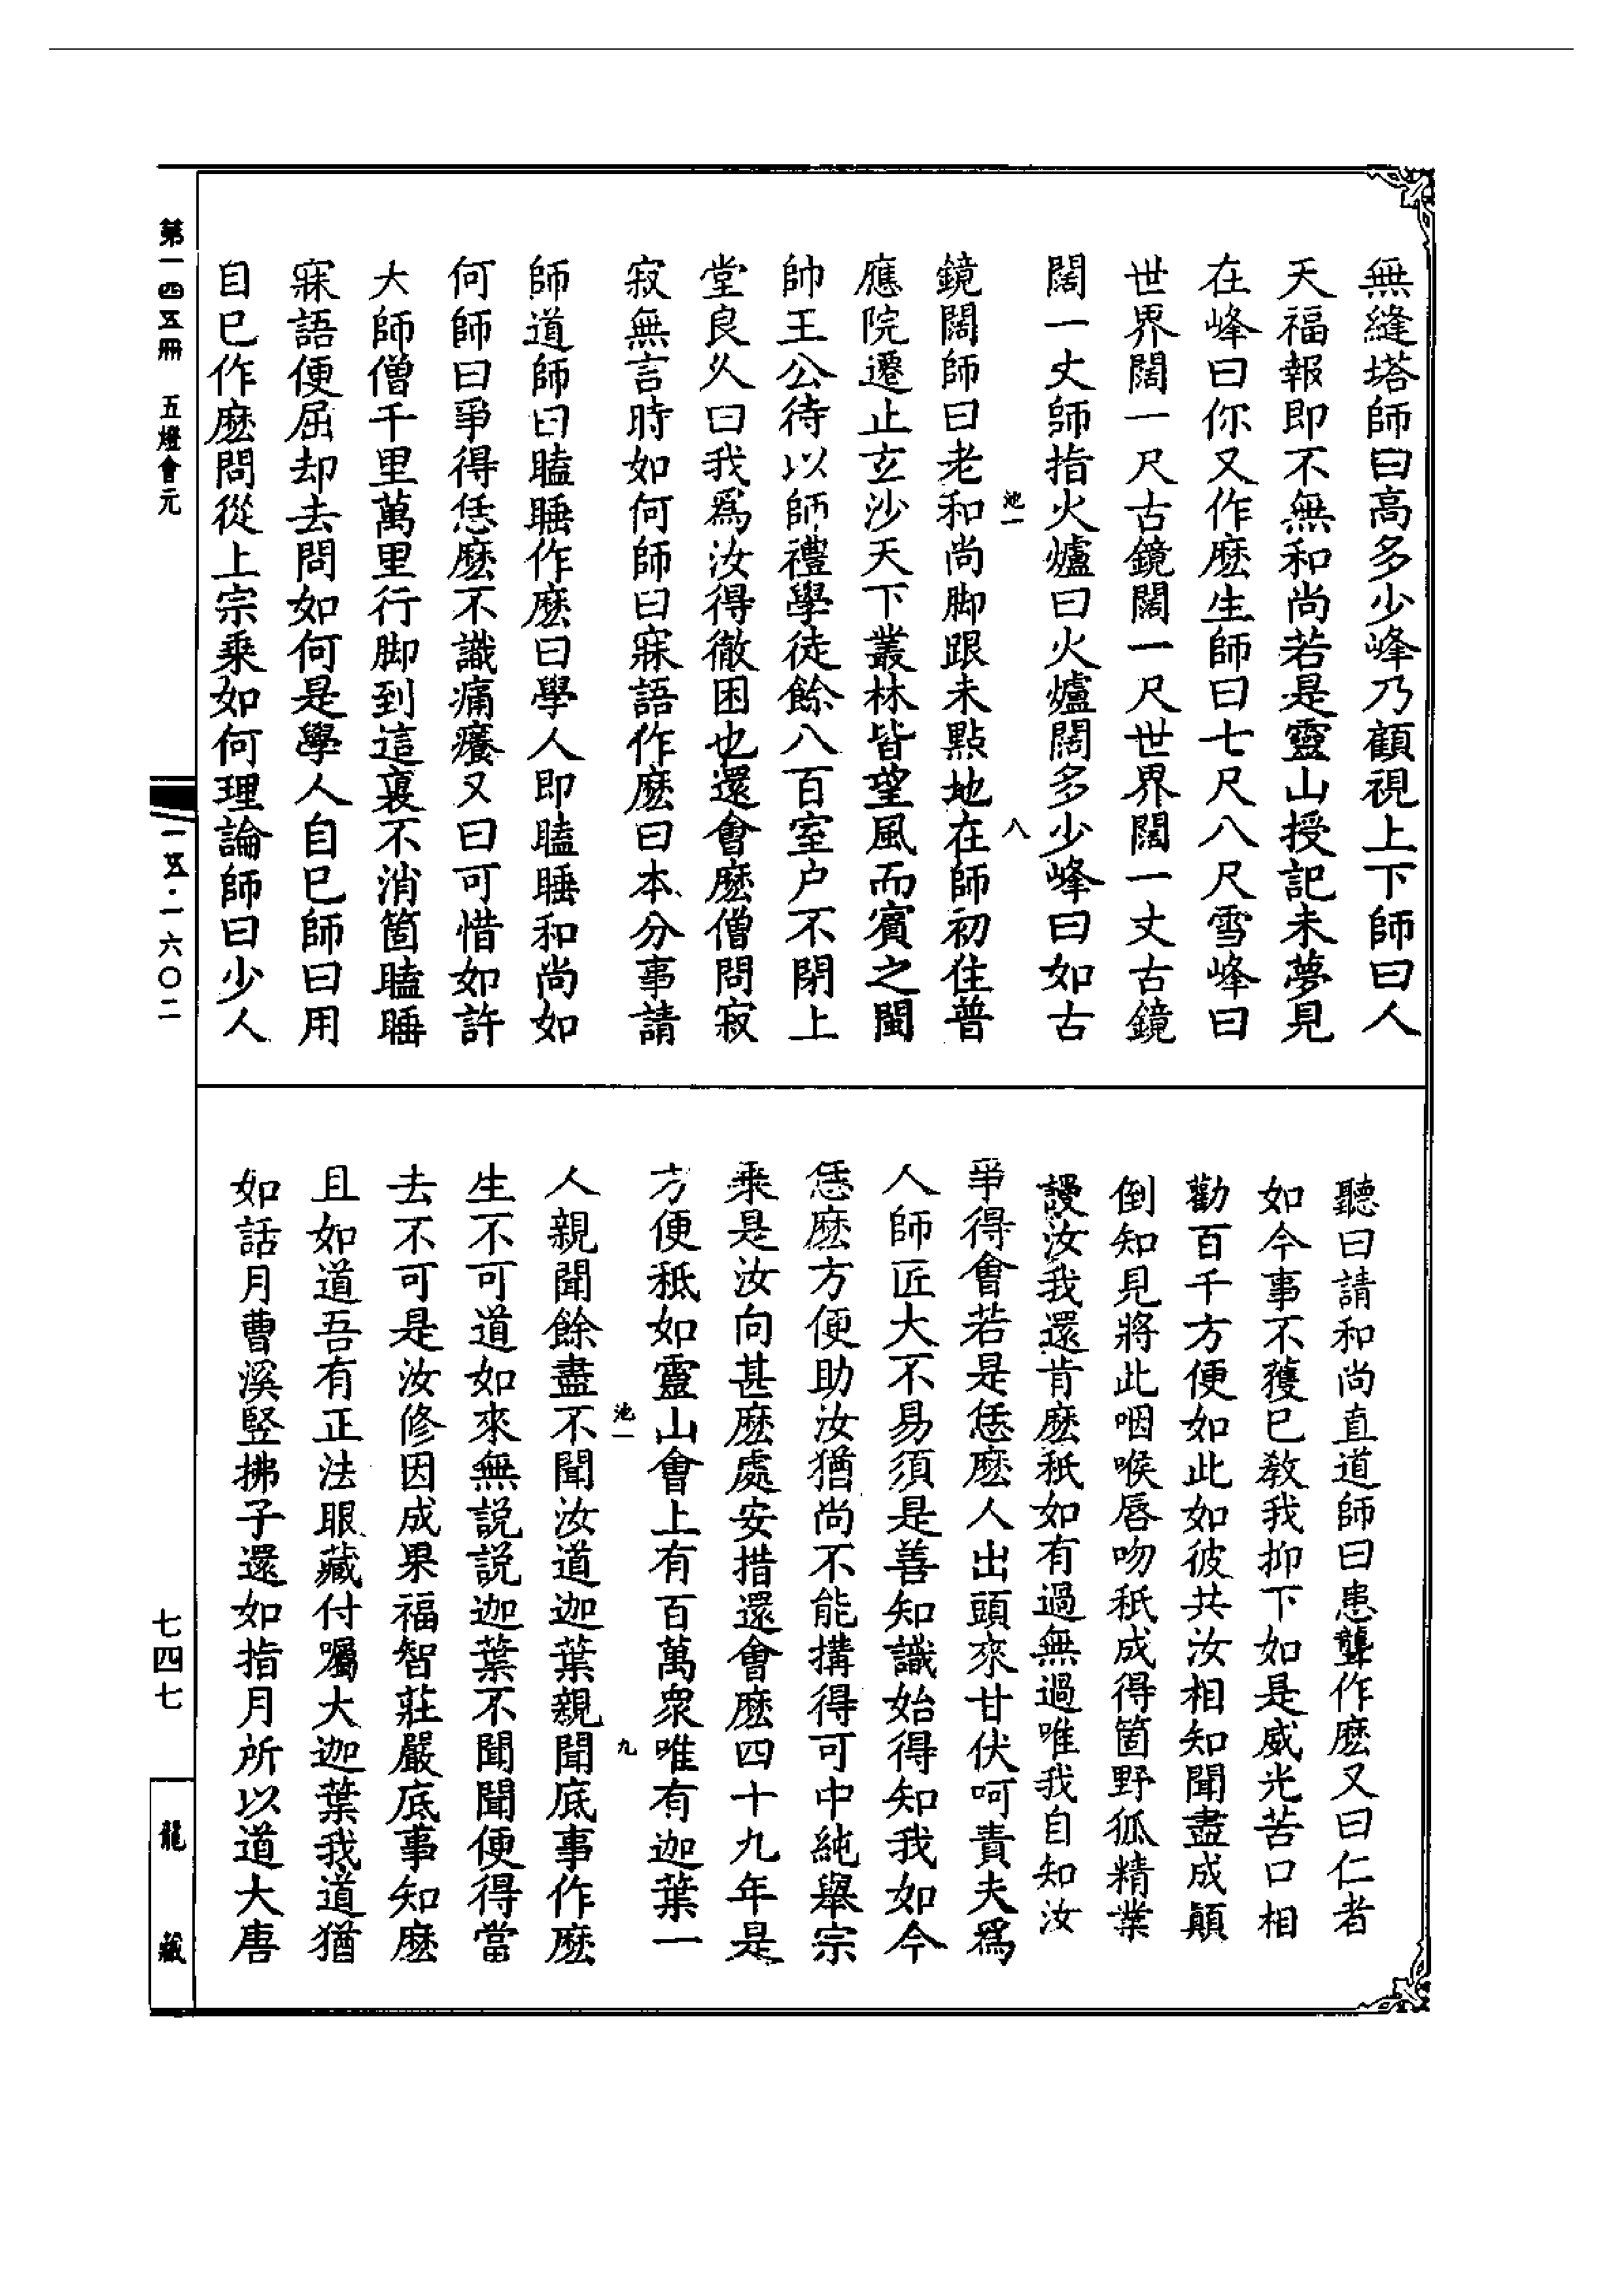 無縫塔師曰高多少峰乃顧視上下師曰人
天福報即不無和尚若是靈山授記未夢見
在峰曰你又作麽生師曰七尺八尺雪峰曰
世界闊一尺古鏡闊一尺世界闊一丈古鏡
闊一丈師指火爐曰火爐闊多少峰曰如古
池一 八
鏡闊師曰老和尚脚跟未點地在師初住普
應院遷止玄沙天下叢林皆望風而賓之閩
帥王公待以師禮學徒餘八百室户不閉上
堂良久曰我爲汝得徹困也還會麽僧問寂
寂無言時如何師曰寐語作麽曰本分事請
師道師曰瞌睡作麽曰學人即瞌睡和尚如
何師曰爭得恁麽不識痛癢又曰可惜如許
大師僧千里萬里行脚到這裏不消箇瞌睡
寐語便屈却去問如何是學人自巳師曰用
自巳作麽問從上宗乘如何理論師曰少人
聽曰請和尚直道師曰患聾作麽又曰仁者
如今事不獲巳敎我抑下如是威光苦口相
勸百千方便如此如彼共汝相知聞盡成顚
倒知見將此咽喉唇吻秖成得箇野狐精業
謾汝我還肯麽秖如有過無過唯我自知汝
爭得會若是恁麽人出頭來甘伏呵責夫爲
人師匠大不易須是善知識始得知我如今
恁麽方便助汝猶尚不能搆得可中純舉宗
乘是汝向甚麽處安措還會麽四十九年是
方便秖如靈山會上有百萬衆唯有迦葉一
池一 九
人親聞餘盡不聞汝道迦葉親聞底事作麽
生不可道如來無説説迦葉不聞聞便得當
去不可是汝修因成果福智莊嚴底事知麽
且如道吾有正法眼藏付囑大迦葉我道猶
如話月曹溪竪拂子還如指月所以道大唐
第一四五冊 五燈會元
一五·一六〇二
七四七
龍藏